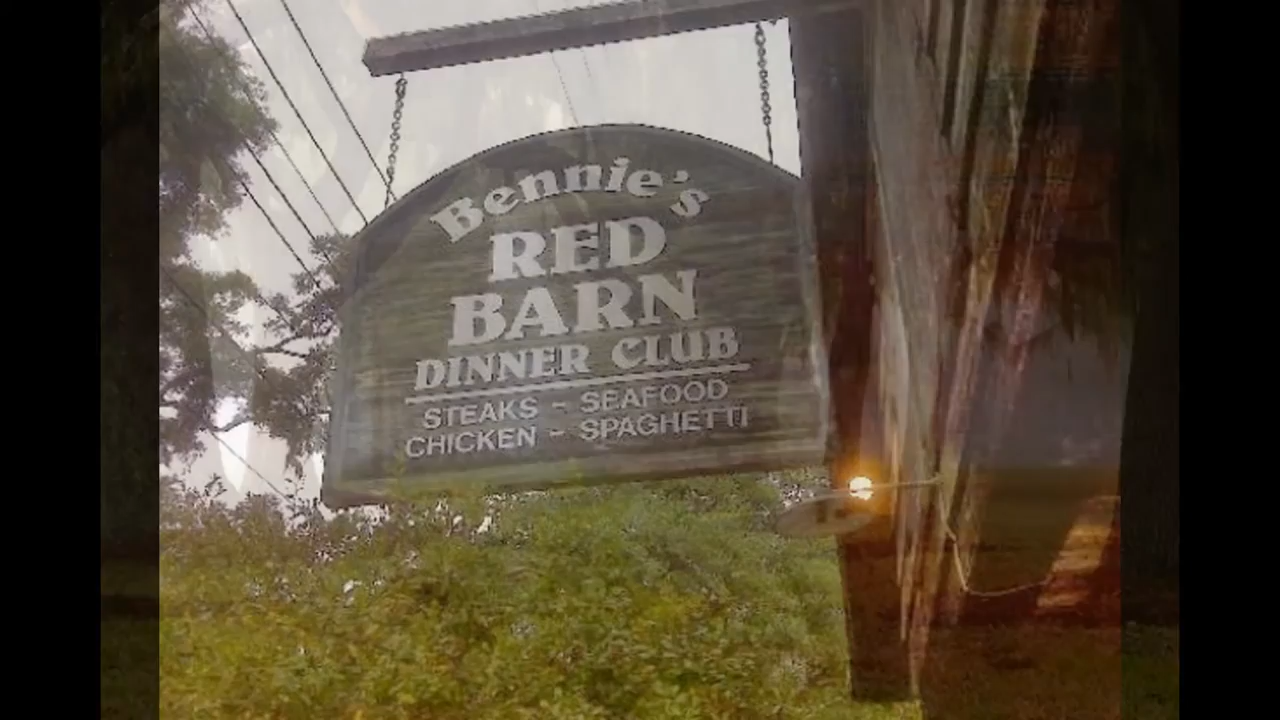 Bennie's
RED
BARN
DINNER CLUB
STEAKS - SEAFOOD
CHICKEN - SPAGHETTI